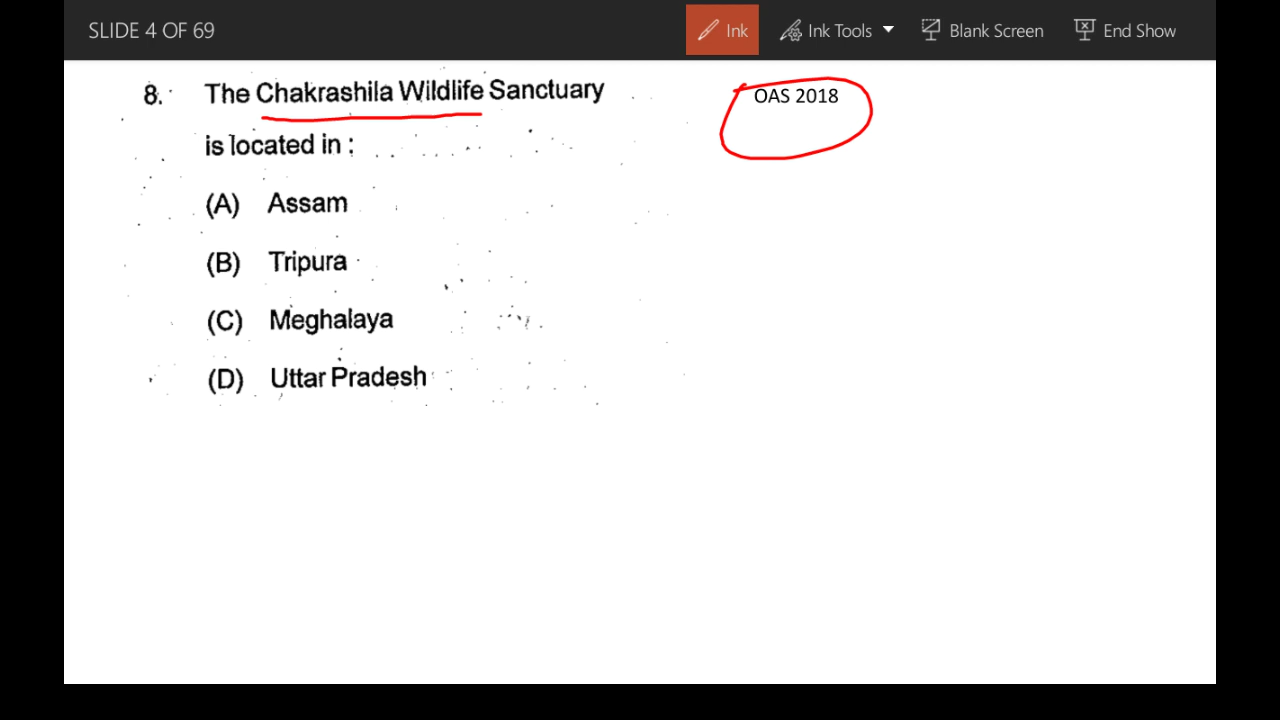 SLIDE 4 OF 69
Ink
Ink Tools
Blank Screen
End Show
8. The Chakrashila Wildlife Sanctuary
is located in :
OAS 2018
(A) Assam
(B) Tripura
(C) Meghalaya
(D) Uttar Pradesh